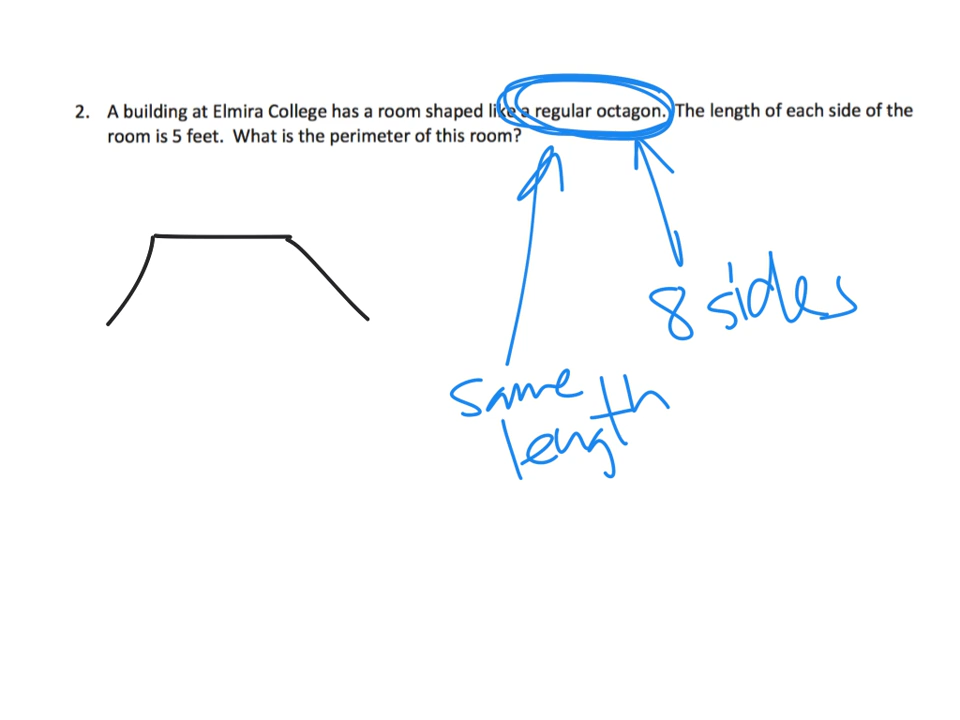 2. A building at Elmira College has a room shaped like a regular octagon. The length of each side of the
room is 5 feet. What is the perimeter of this room?
8 sides
same
length